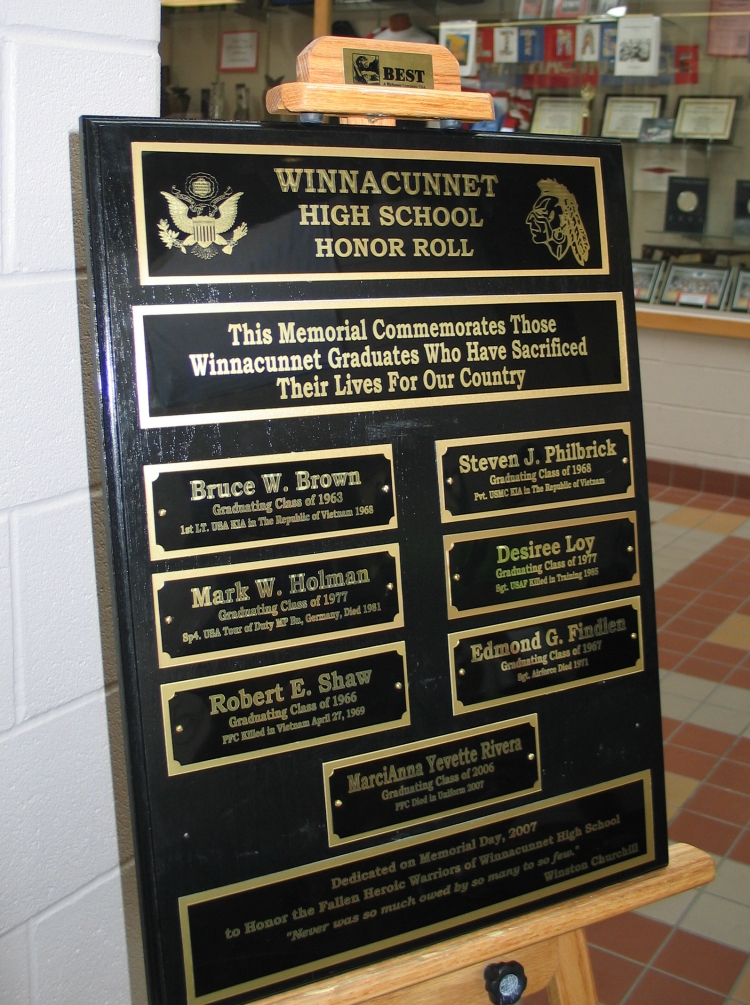 BEST
WINNACUNNET
HIGH SCHOOL
HONOR ROLL
This Memorial Commemorates Those
Winnacunnet Graduates Who Have Sacrificed
Their Lives For Our Country
Bruce W. Brown
Graduating Class of 1963
1st LT. USA KIA in The Republic of Vietnam 1968
Steven J. Philbrick
Graduating Class of 1968
Pvt. USMC KIA in The Republic of Vietnam
Mark W. Holman
Graduating Class of 1977
Sp4, USA Tour of Duty MP Bn, Germany, Died 1981
Desiree Loy
Graduating Class of 1977
Sgt. USAF Killed in Training 1985
Robert E. Shaw
Graduating Class of 1966
PFC Killed in Vietnam April 27, 1969
Edmond G. Findlen
Graduating Class of 1967
Sgt. Airforce Died 1971
MarciAnna Yevette Rivera
Graduating Class of 2006
PFC Died in Uniform 2007
Dedicated on Memorial Day, 2007
to Honor the Fallen Heroic Warriors of Winnacunnet High School
"Never was so much owed by so many to so few."
Winston Churchill